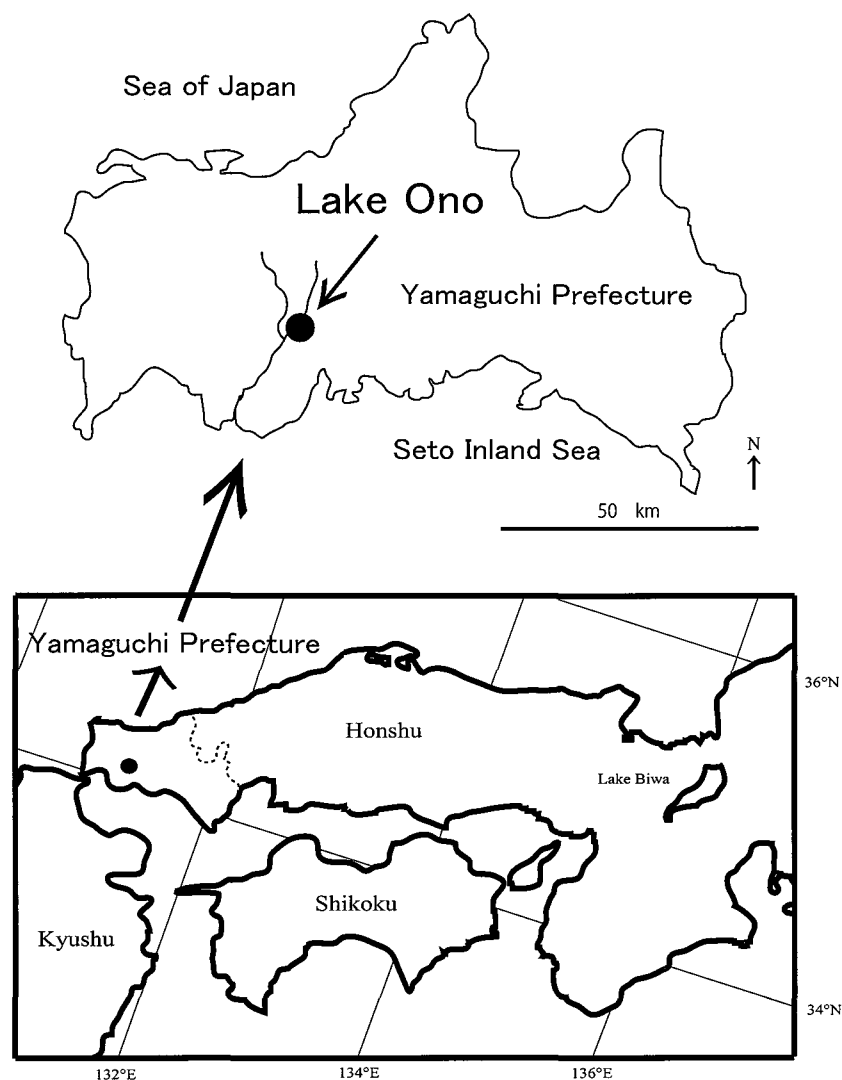 Sea of Japan
Lake Ono
Yamaguchi Prefecture
Seto Inland Sea
N
50 km
Yamaguchi Prefecture
36°N
Honshu
Lake Biwa
Shikoku
Kyushu
34°N
132°E
134°E
136°E